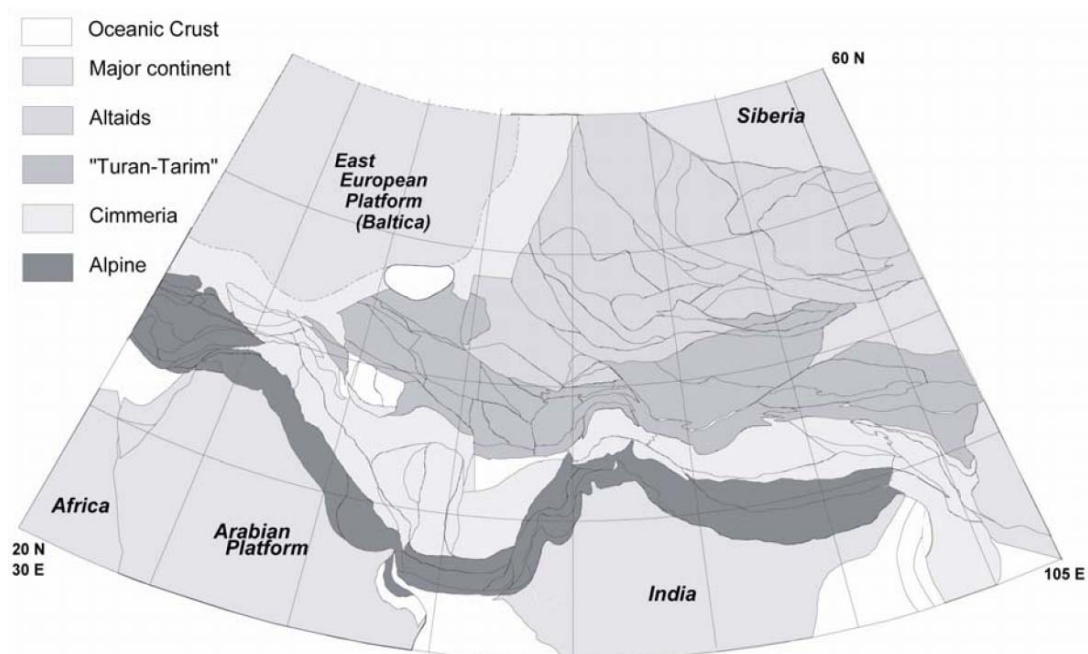 Oceanic Crust
Major continent
Altaids
"Turan-Tarim"
Cimmeria
Alpine
60 N
Siberia
East
European
Platform
(Baltica)
Africa
Arabian
Platform
India
20 N
30 E
105 E